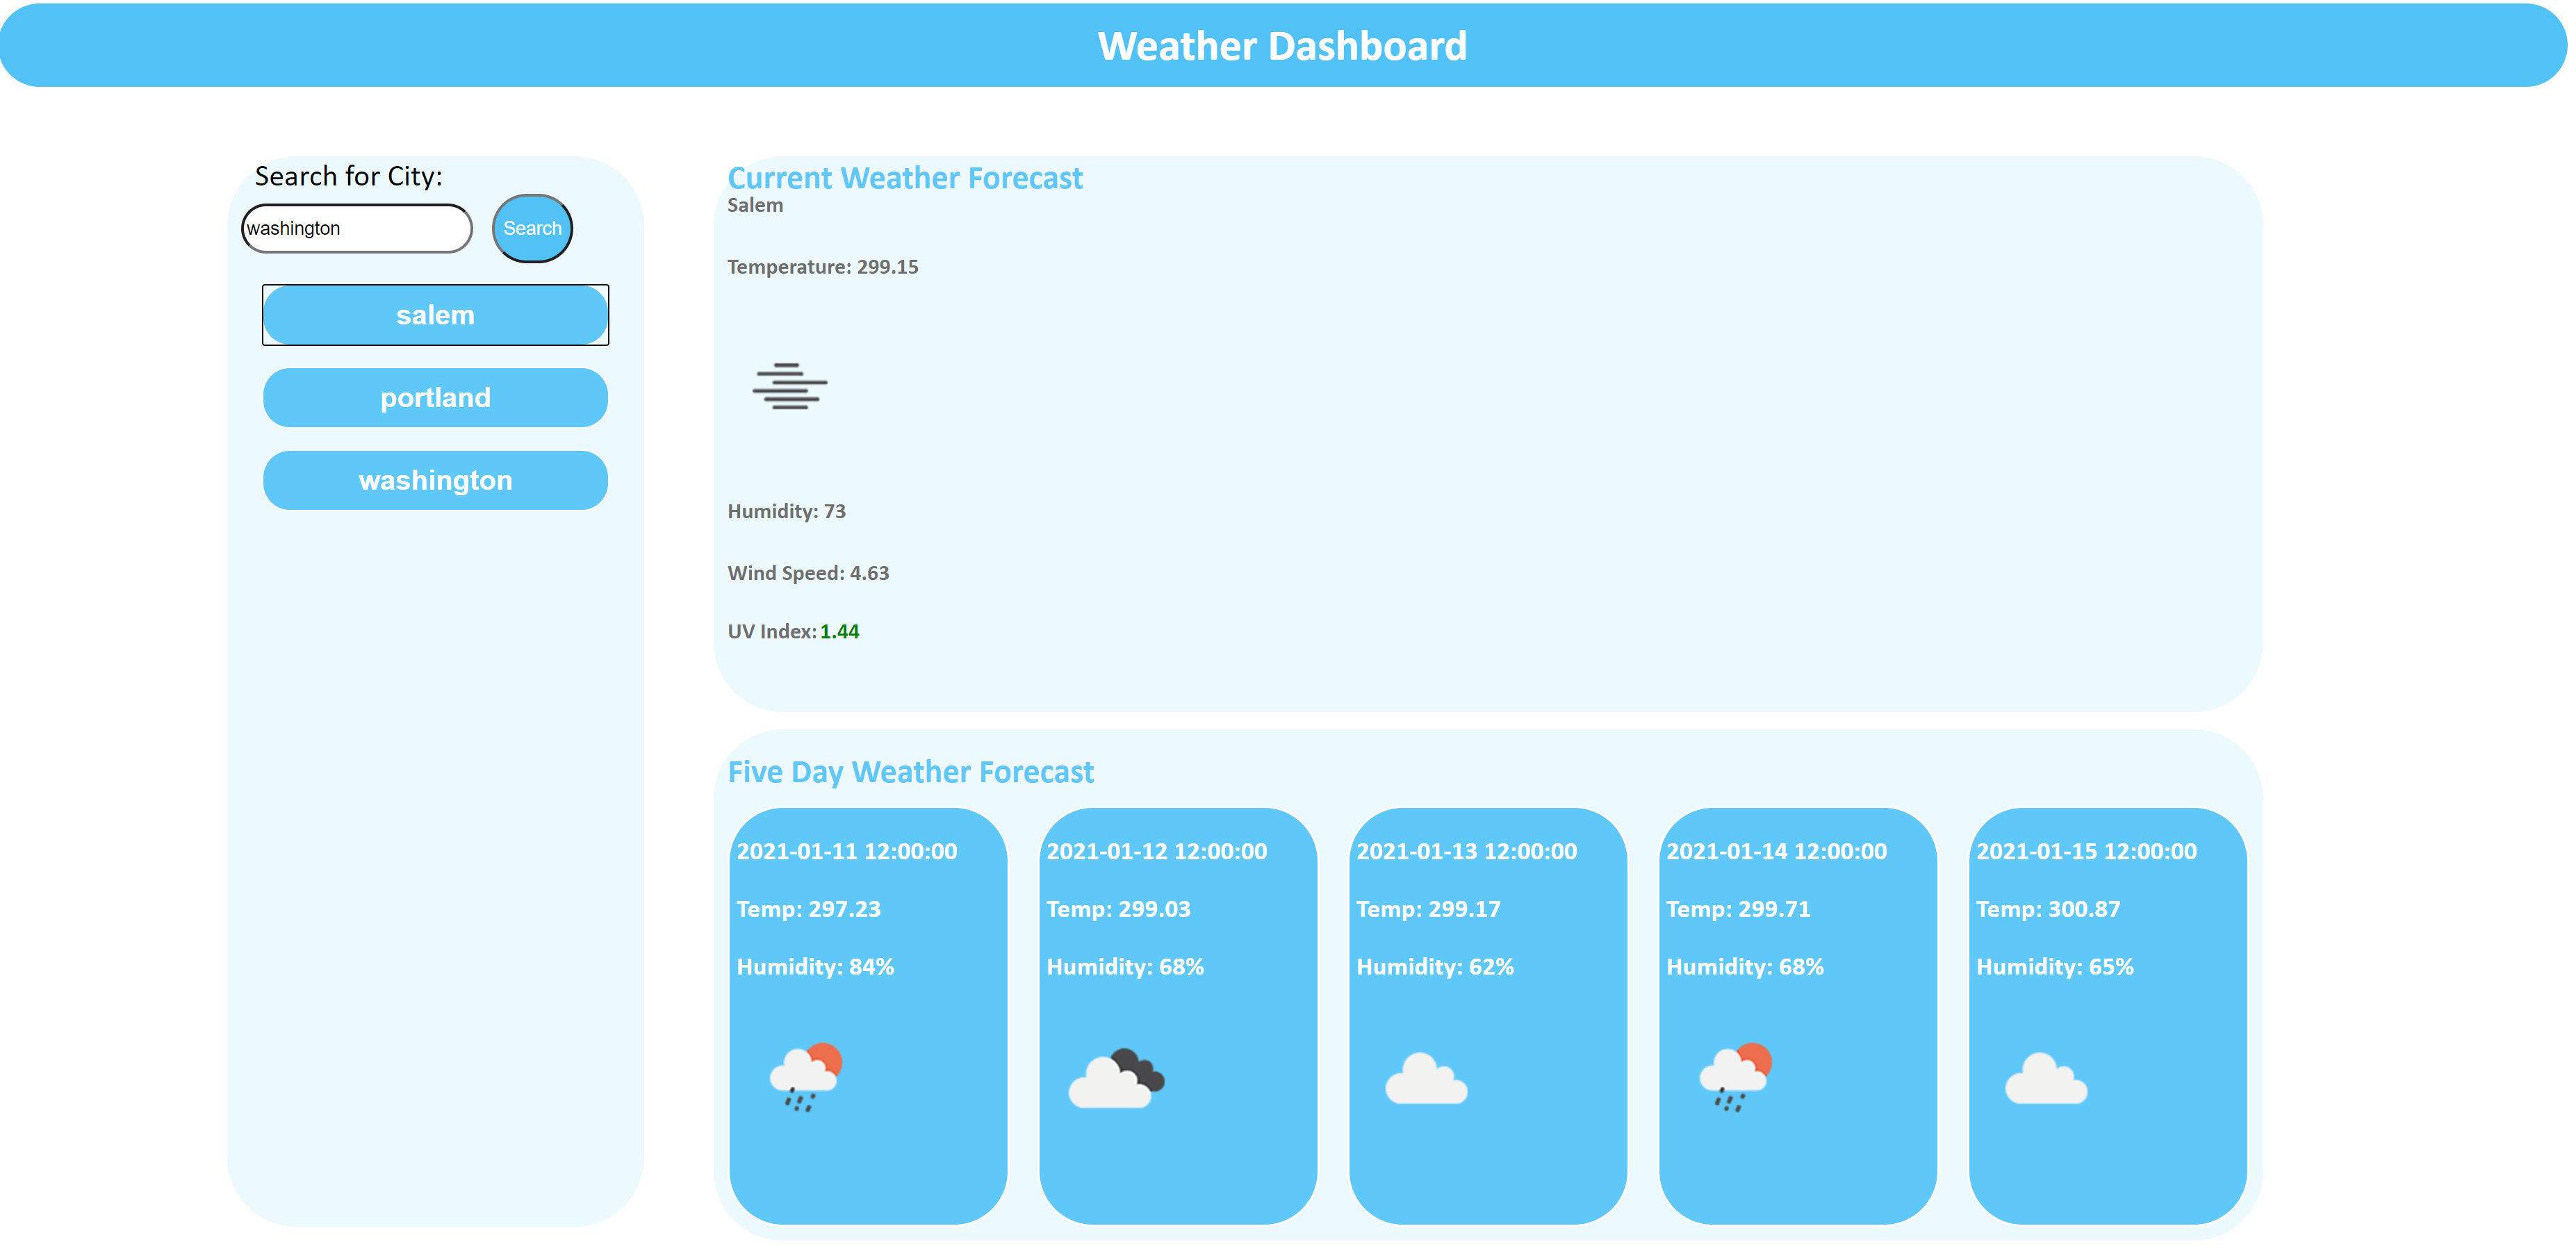 Weather Dashboard
Search for City:
washington
Search
salem
portland
washington
Current Weather Forecast
Salem
Temperature: 299.15
Humidity: 73
Wind Speed: 4.63
UV Index: 1.44
Five Day Weather Forecast
2021-01-11 12:00:00
Temp: 297.23
Humidity: 84%
2021-01-12 12:00:00
Temp: 299.03
Humidity: 68%
2021-01-13 12:00:00
Temp: 299.17
Humidity: 62%
2021-01-14 12:00:00
Temp: 299.71
Humidity: 68%
2021-01-15 12:00:00
Temp: 300.87
Humidity: 65%